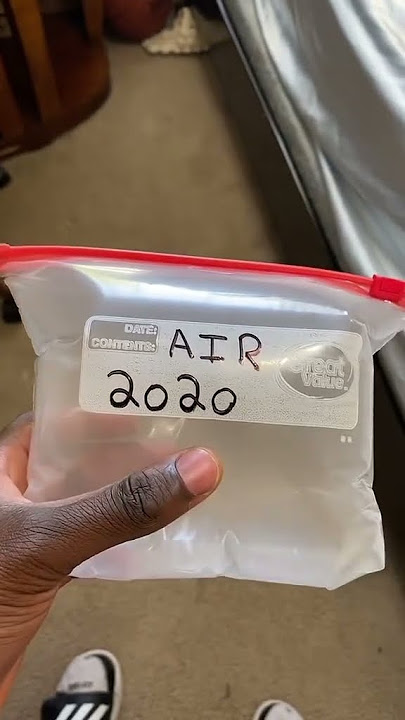 DATE:
CONTENTS: AIR
Great Value.
2020